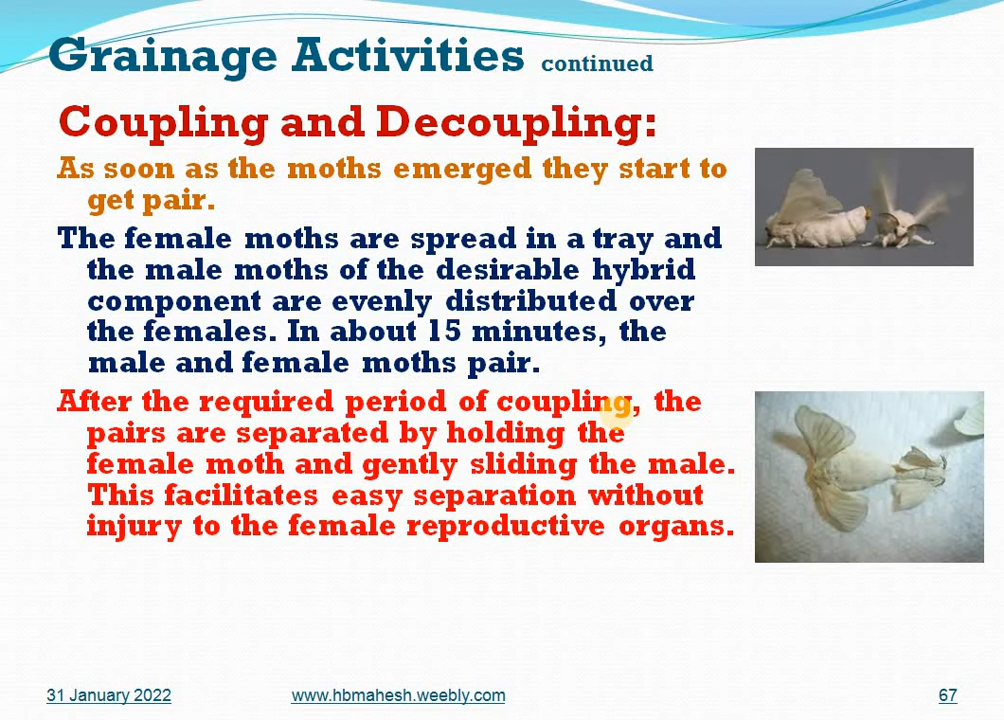 Grainage Activities continued
Coupling and Decoupling:
As soon as the moths emerged they start to
get pair.
The female moths are spread in a tray and
the male moths of the desirable hybrid
component are evenly distributed over
the females. In about 15 minutes, the
male and female moths pair.
After the required period of coupling, the
pairs are separated by holding the
female moth and gently sliding the male.
This facilitates easy separation without
injury to the female reproductive organs.
31 January 2022 www.hbmahesh.weebly.com 67